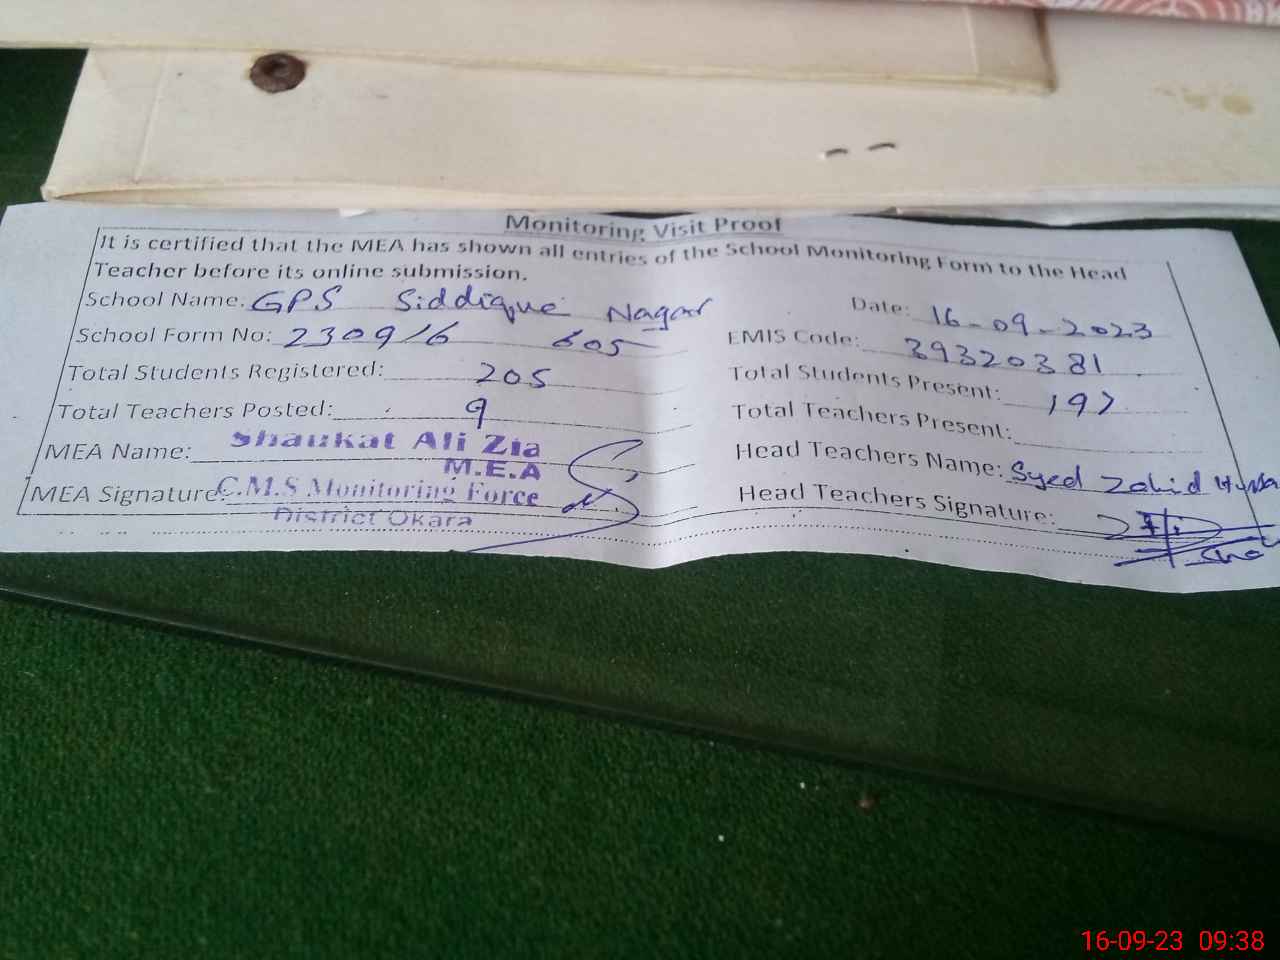 Monitoring Visit Proof
It is certified that the MEA has shown all entries of the School Monitoring Form to the Head
Teacher before its online submission.
School Name: GPS Siddique Nagar Date: 16-09-2023
School Form No: 2309/6 605 EMIS Code: 39320381
Total Students Registered: 205 Total Students Present: 197
Total Teachers Posted: 9 Total Teachers Present:
MEA Name: Shaukat Ali Zia Head Teachers Name: Syed Zahid
M.E.A
MEA Signature: C.M.S Monitoring Force Head Teachers Signature:
District Okara
16-09-23 09:38